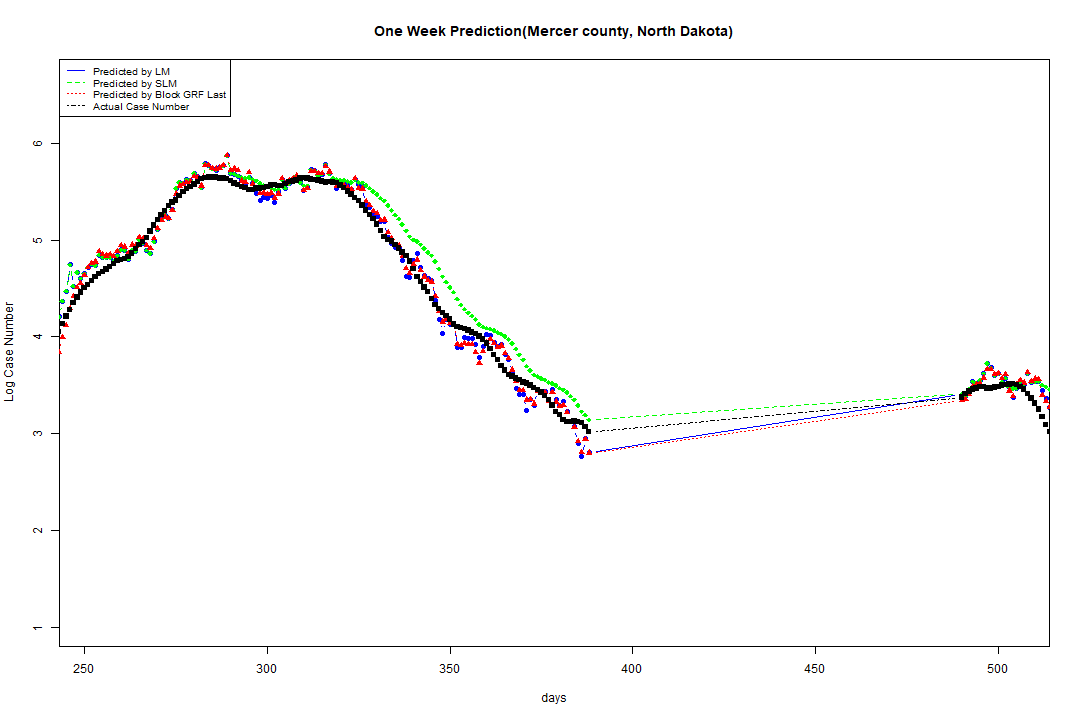 One Week Prediction(Mercer county, North Dakota)
Predicted by LM
Predicted by SLM
Predicted by Block GRF Last
Actual Case Number
Log Case Number
6
5
4
3
2
1
250 300 350 400 450 500
days